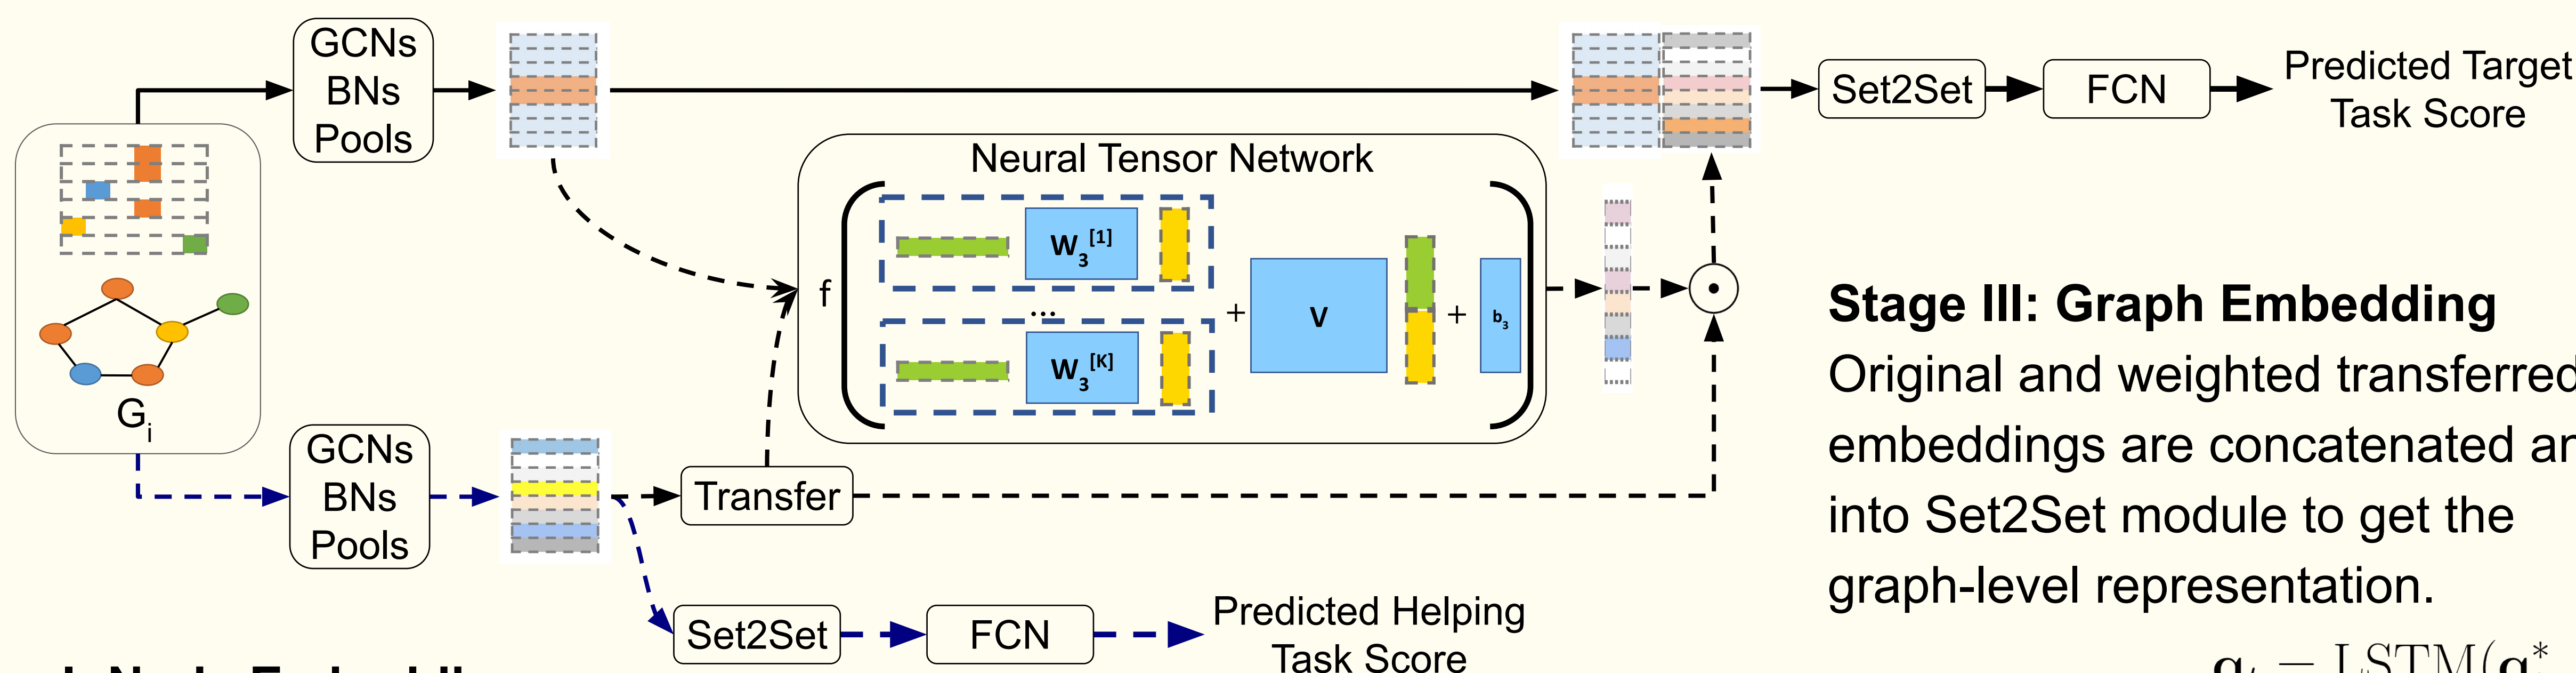 GCNs
BNs
Pools
Set2Set
FCN
Predicted Target
Task Score
Neural Tensor Network
f
W3[1]
...
W3[K]
+
V
+
b3
Gi
GCNs
BNs
Pools
Transfer
Set2Set
FCN
Predicted Helping
Task Score
Stage III: Graph Embedding
Original and weighted transferred
embeddings are concatenated
into Set2Set module to get the
graph-level representation.